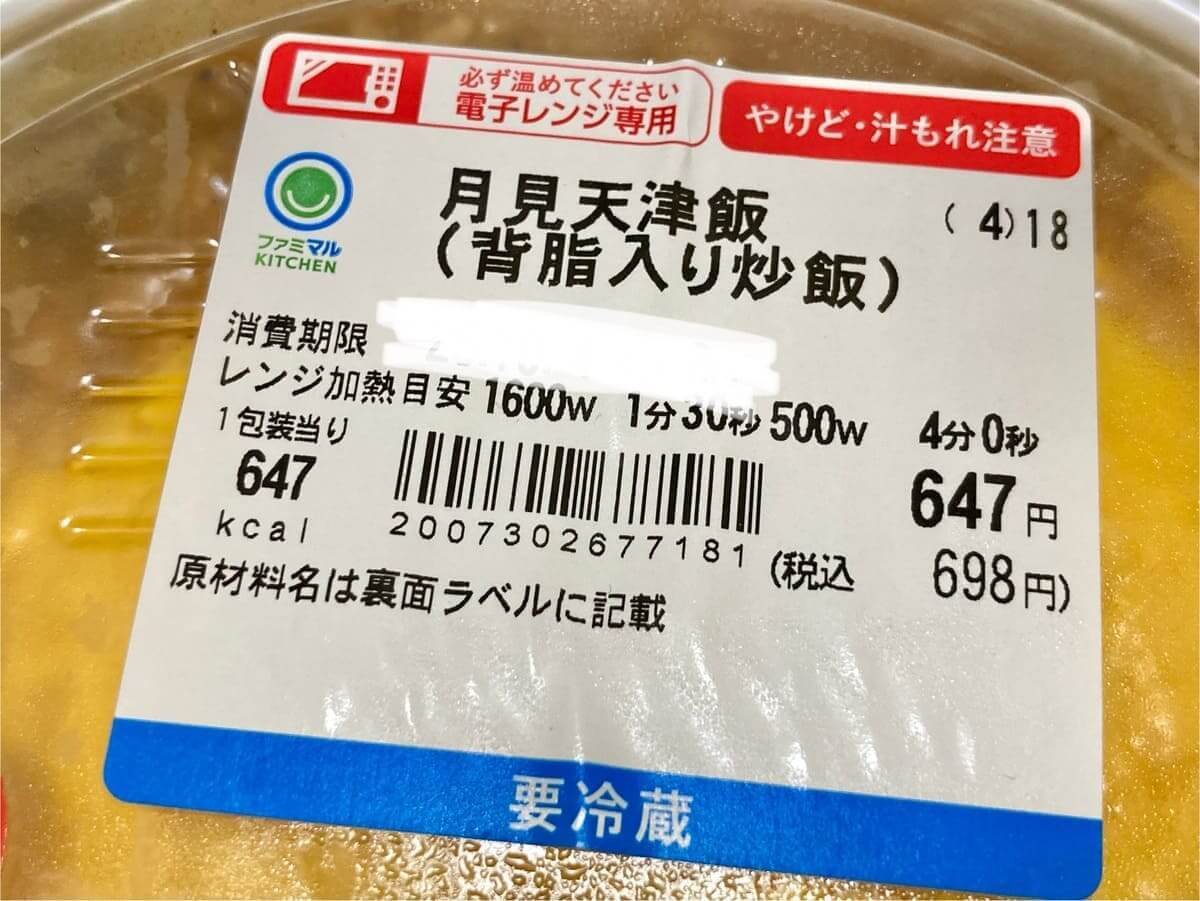 必ず温めてください
電子レンジ専用
やけど・汁もれ注意
ファミマル
KITCHEN
月見天津飯
(4)18
(背脂入り炒飯)
消費期限
レンジ加熱目安 1600W 1分30秒 500W 4分0秒
1包装当り
647
kcal
2007302677181
647円
(税込 698円)
原材料名は裏面ラベルに記載
要冷蔵